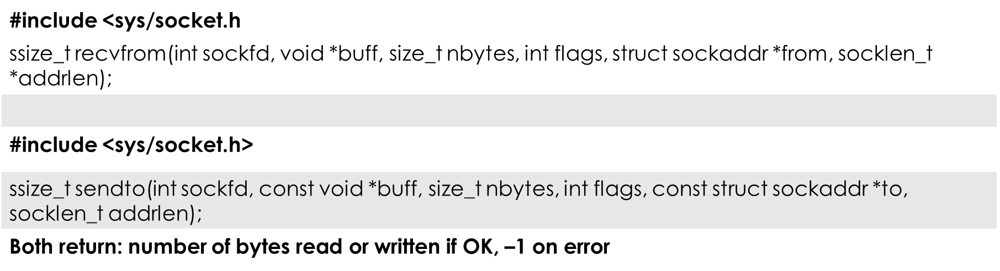 #include <sys/socket.h
ssize_t recvfrom(int sockfd, void *buff, size_t nbytes, int flags, struct sockaddr *from, socklen_t
*addrlen);
#include <sys/socket.h>
ssize_t sendto(int sockfd, const void *buff, size_t nbytes, int flags, const struct sockaddr *to,
socklen_t addrlen);
Both return: number of bytes read or written if OK, –1 on error